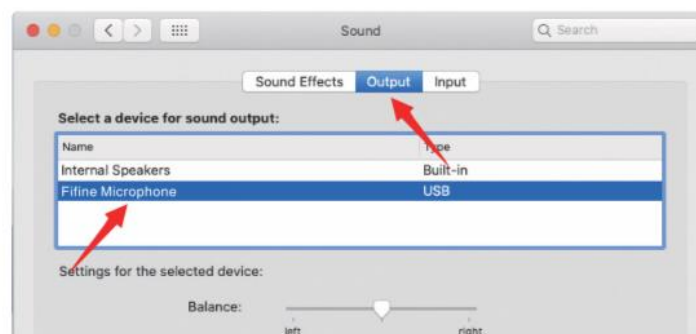 Sound
Search
Sound Effects Output Input
Select a device for sound output:
Name Type
Internal Speakers Built-in
Fifine Microphone USB
Settings for the selected device:
Balance:
left right